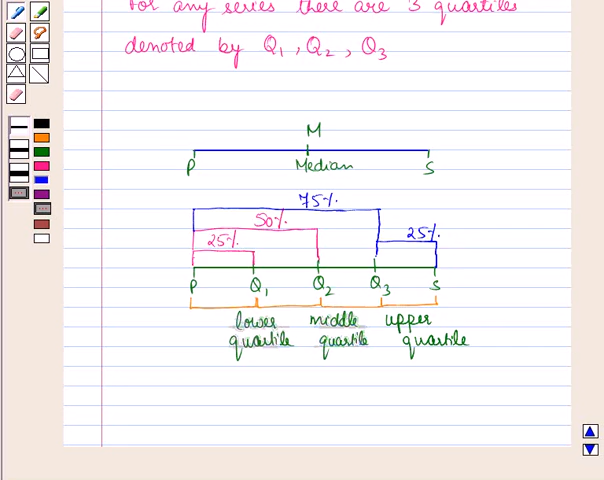 For any series there are 3 quartiles
denoted by Q1, Q2, Q3
M
P Median S
75%.
50%.
25%. 25%.
P Q1 Q2 Q3 S
lower middle upper
quartile quartile quartile